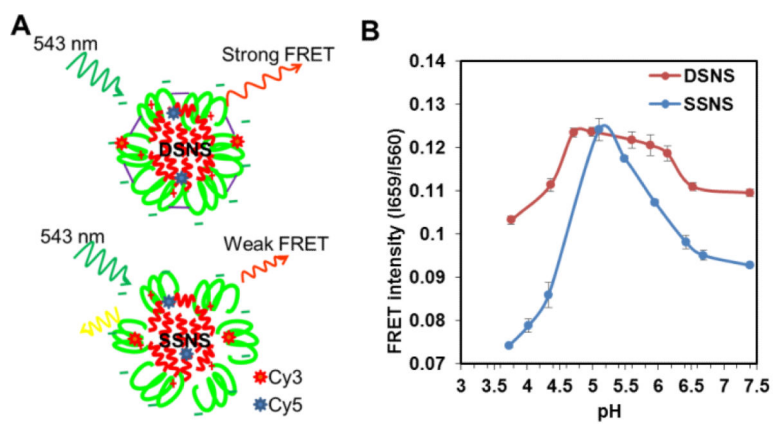 A
543 nm
Strong FRET
DSNS
543 nm
Weak FRET
SSNS
Cy3
Cy5
B
0.14
0.13
0.12
0.11
0.1
0.09
0.08
0.07
FRET intensity (I659/I560)
DSNS
SSNS
3 3.5 4 4.5 5 5.5 6 6.5 7 7.5
pH